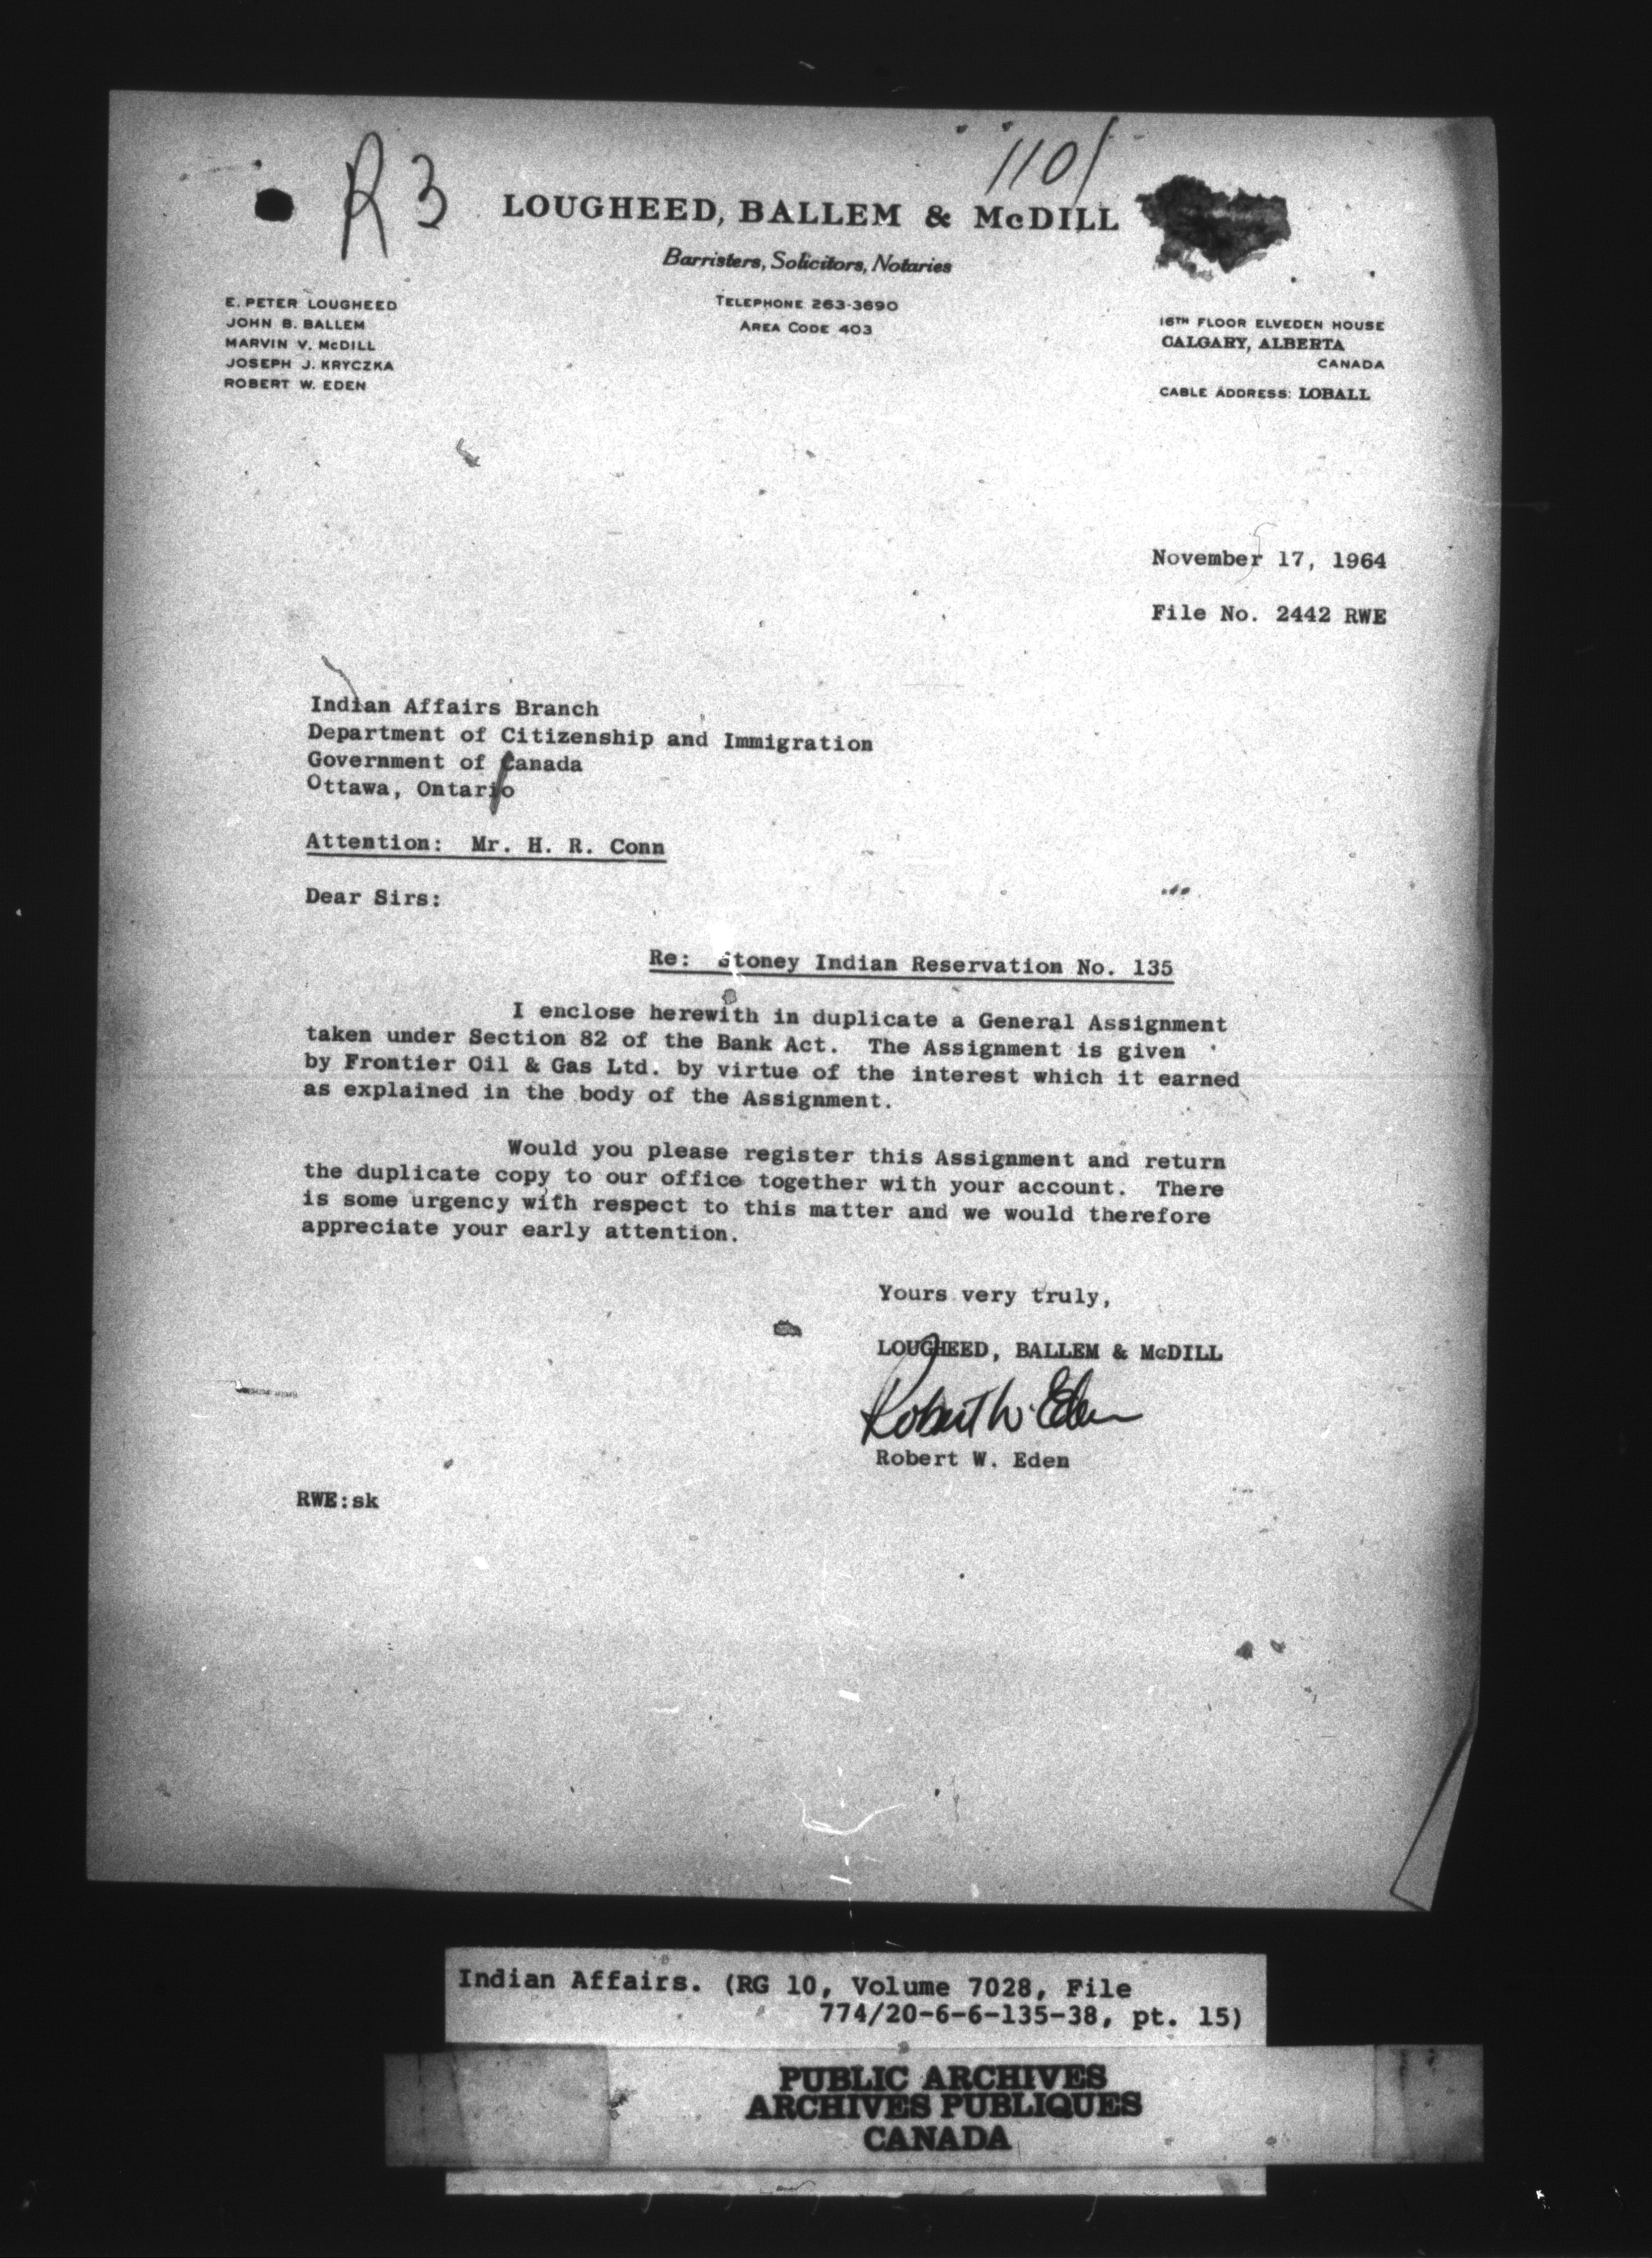 R 3
1101
LOUGHEED, BALLEM & McDILL
Barristers, Solicitors, Notaries
TELEPHONE 263-3690
AREA CODE 403
E. PETER LOUGHEED
JOHN B. BALLEM
MARVIN V. McDILL
JOSEPH J. KRYCZKA
ROBERT W. EDEN
16TH FLOOR ELVEDEN HOUSE
CALGARY, ALBERTA
CANADA
CABLE ADDRESS: LOBALL
November 17, 1964
File No. 2442 RWE
Indian Affairs Branch
Department of Citizenship and Immigration
Government of Canada
Ottawa, Ontario
Attention: Mr. H. R. Conn
Dear Sirs:
Re: Stoney Indian Reservation No. 135
I enclose herewith in duplicate a General Assignment
taken under Section 82 of the Bank Act. The Assignment is given
by Frontier Oil & Gas Ltd. by virtue of the interest which it earned
as explained in the body of the Assignment.
Would you please register this Assignment and return
the duplicate copy to our office together with your account. There
is some urgency with respect to this matter and we would therefore
appreciate your early attention.
Yours very truly,
LOUGHEED, BALLEM & McDILL
Robert W. Eden
Robert W. Eden
RWE:sk
Indian Affairs. (RG 10, Volume 7028, File
774/20-6-6-135-38, pt. 15)
PUBLIC ARCHIVES
ARCHIVES PUBLIQUES
CANADA